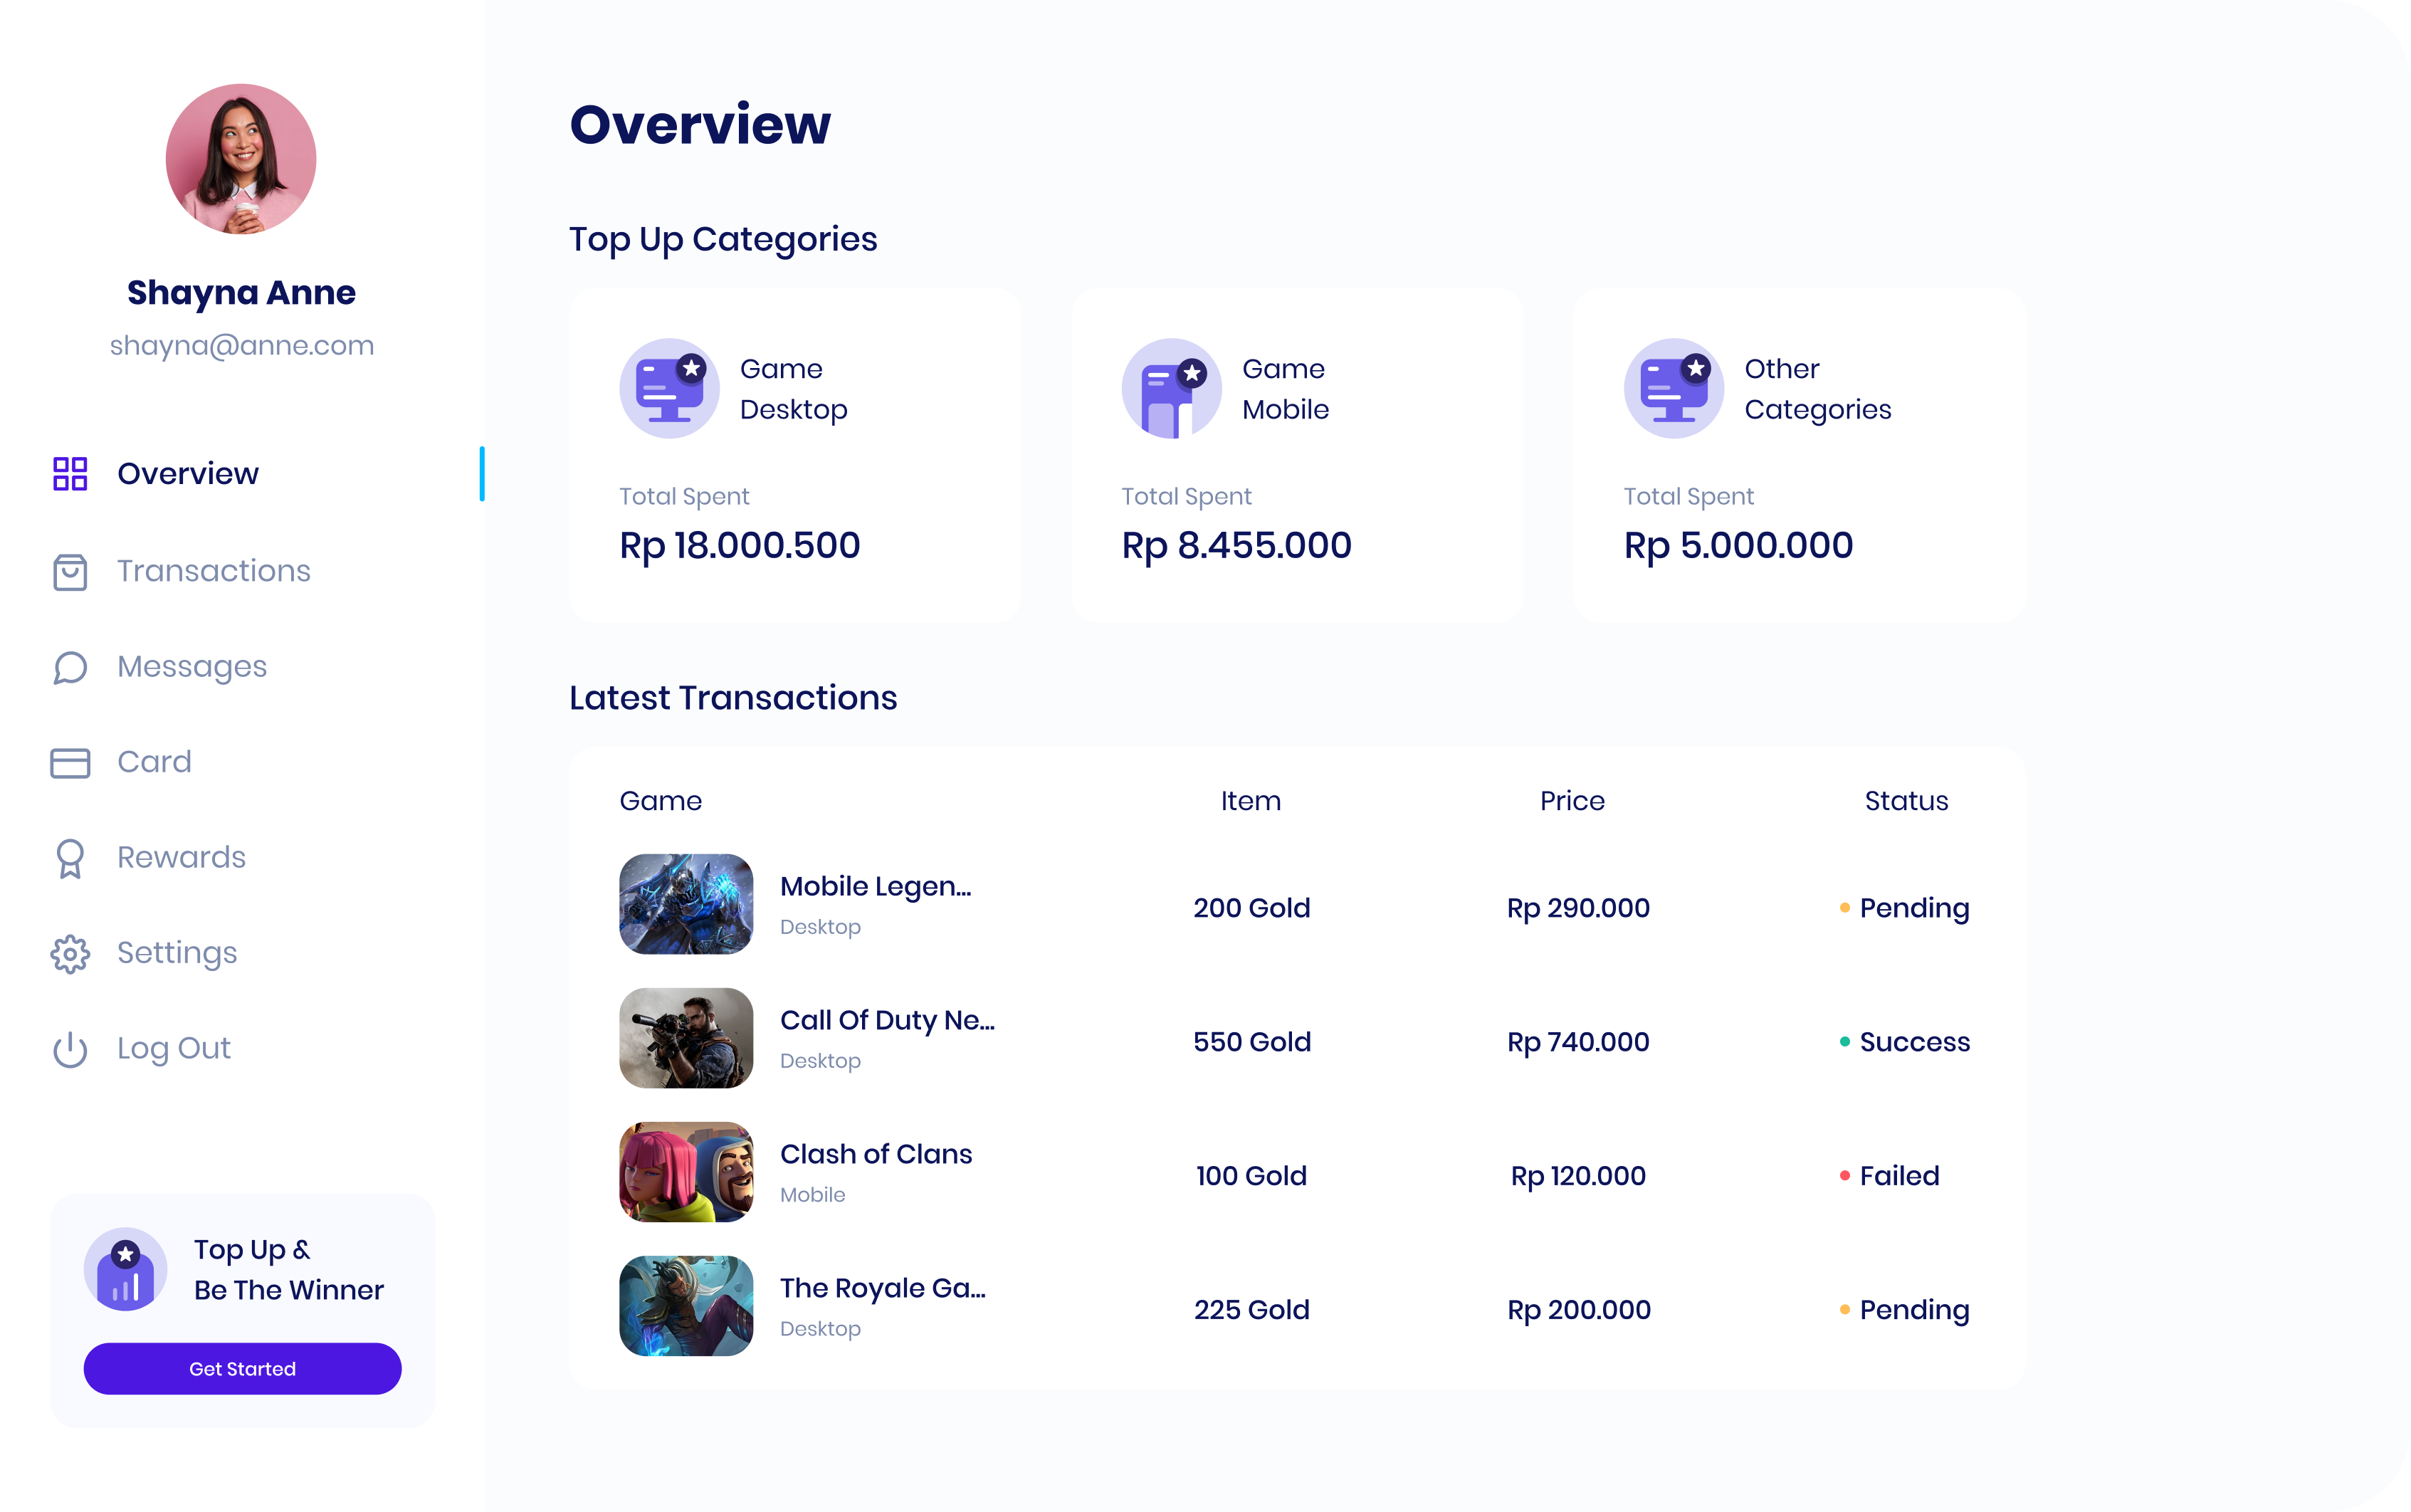 Shayna Anne
shayna@anne.com
Overview
Transactions
Messages
Card
Rewards
Settings
Log Out
Top Up &
Be The Winner
Get Started
Overview
Top Up Categories
Game
Desktop
Total Spent
Rp 18.000.500
Game
Mobile
Total Spent
Rp 8.455.000
Other
Categories
Total Spent
Rp 5.000.000
Latest Transactions
Game Item Price Status
Mobile Legen...
Desktop
200 Gold Rp 290.000 Pending
Call Of Duty Ne...
Desktop
550 Gold Rp 740.000 Success
Clash of Clans
Mobile
100 Gold Rp 120.000 Failed
The Royale Ga...
Desktop
225 Gold Rp 200.000 Pending